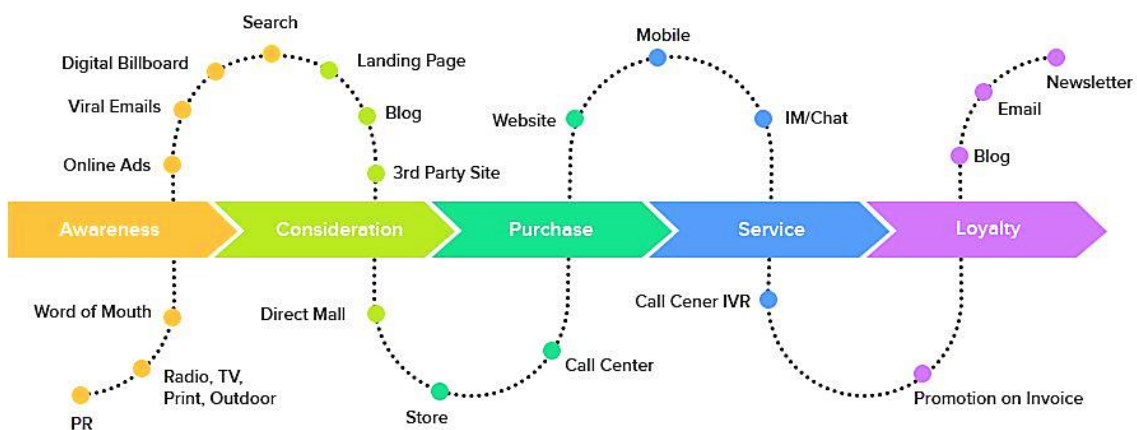 Search
Mobile
Digital Billboard
Landing Page
Newsletter
Viral Emails
Blog
Website
IM/Chat
Email
Online Ads
3rd Party Site
Blog
Awareness
Consideration
Purchase
Service
Loyalty
Word of Mouth
Direct Mall
Call Cener IVR
Radio, TV,
Print, Outdoor
Call Center
Promotion on Invoice
PR
Store